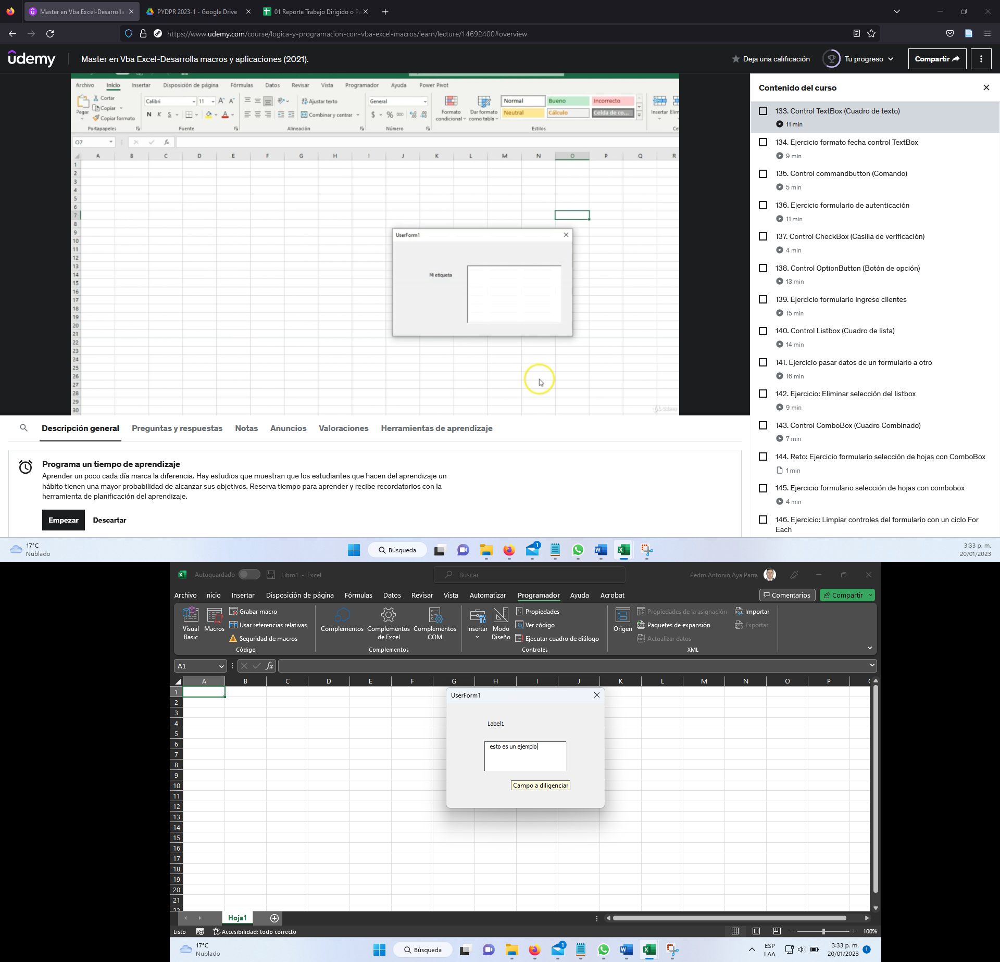 Master en Vba Excel-Desarrolla
PYDPR 2023-1 - Google Drive
01 Reporte Trabajo Dirigido o Pa
https://www.udemy.com/course/logica-y-programacion-con-vba-excel-macros/learn/lecture/14692400#overview
ûdemy
Master en Vba Excel-Desarrolla macros y aplicaciones (2021).
Deja una calificación
Tu progreso
Compartir
Archivo Inicio Insertar Disposición de página Fórmulas Datos Revisar Vista Programador Ayuda Power Pivot
Pegar
Cortar
Copiar
Copiar formato
Portapapeles
Calibri 11
N K S
Fuente
Ajustar texto
Combinar y centrar
Alineación
General
$ % 000
Número
Formato condicional
Dar formato como tabla
Normal Bueno Incorrecto
Neutral Cálculo Celda de co...
Estilos
Insertar Elim
Cel
O7
fx
A B C D E F G H I J K L M N O P Q R
1
2
3
4
5
6
7
8
9
10
11
12
13
14
15
16
17
18
19
20
21
22
23
24
25
26
27
28
29
30
UserForm1
Mi etiqueta
Udemy
Contenido del curso
133. Control TextBox (Cuadro de texto)
11 min
134. Ejercicio formato fecha control TextBox
9 min
135. Control commandbutton (Comando)
5 min
136. Ejercicio formulario de autenticación
11 min
137. Control CheckBox (Casilla de verificación)
4 min
138. Control OptionButton (Botón de opción)
13 min
139. Ejercicio formulario ingreso clientes
15 min
140. Control Listbox (Cuadro de lista)
14 min
141. Ejercicio pasar datos de un formulario a otro
16 min
142. Ejercicio: Eliminar selección del listbox
9 min
143. Control ComboBox (Cuadro Combinado)
7 min
144. Reto: Ejercicio formulario selección de hojas con ComboBox
1 min
145. Ejercicio formulario selección de hojas con combobox
4 min
146. Ejercicio: Limpiar controles del formulario con un ciclo For
Each
Descripción general Preguntas y respuestas Notas Anuncios Valoraciones Herramientas de aprendizaje
Programa un tiempo de aprendizaje
Aprender un poco cada día marca la diferencia. Hay estudios que muestran que los estudiantes que hacen del aprendizaje un
hábito tienen una mayor probabilidad de alcanzar sus objetivos. Reserva tiempo para aprender y recibe recordatorios con la
herramienta de planificación del aprendizaje.
Empezar Descartar
17°C
Nublado
Búsqueda
1
3:33 p. m.
20/01/2023
Autoguardado
Libro1 - Excel
Buscar
Pedro Antonio Aya Parra
Archivo Inicio Insertar Disposición de página Fórmulas Datos Revisar Vista Automatizar Programador Ayuda Acrobat
Comentarios
Compartir
Visual
Basic
Macros
Grabar macro
Usar referencias relativas
Seguridad de macros
Código
Complementos
Complementos
de Excel
Complementos
COM
Complementos
Insertar
Modo
Diseño
Propiedades
Ver código
Ejecutar cuadro de diálogo
Controles
Origen
Propiedades de la asignación
Paquetes de expansión
Actualizar datos
Importar
Exportar
XML
A1
fx
A B C D E F G H I J K L M N O P
1
2
3
4
5
6
7
8
9
10
11
12
13
14
15
16
17
18
19
20
21
22
UserForm1
Label1
esto es un ejemplo
Campo a diligenciar
Hoja1
Listo
Accesibilidad: todo correcto
100%
17°C
Nublado
Búsqueda
1
ESP
LAA
3:33 p. m.
20/01/2023
1